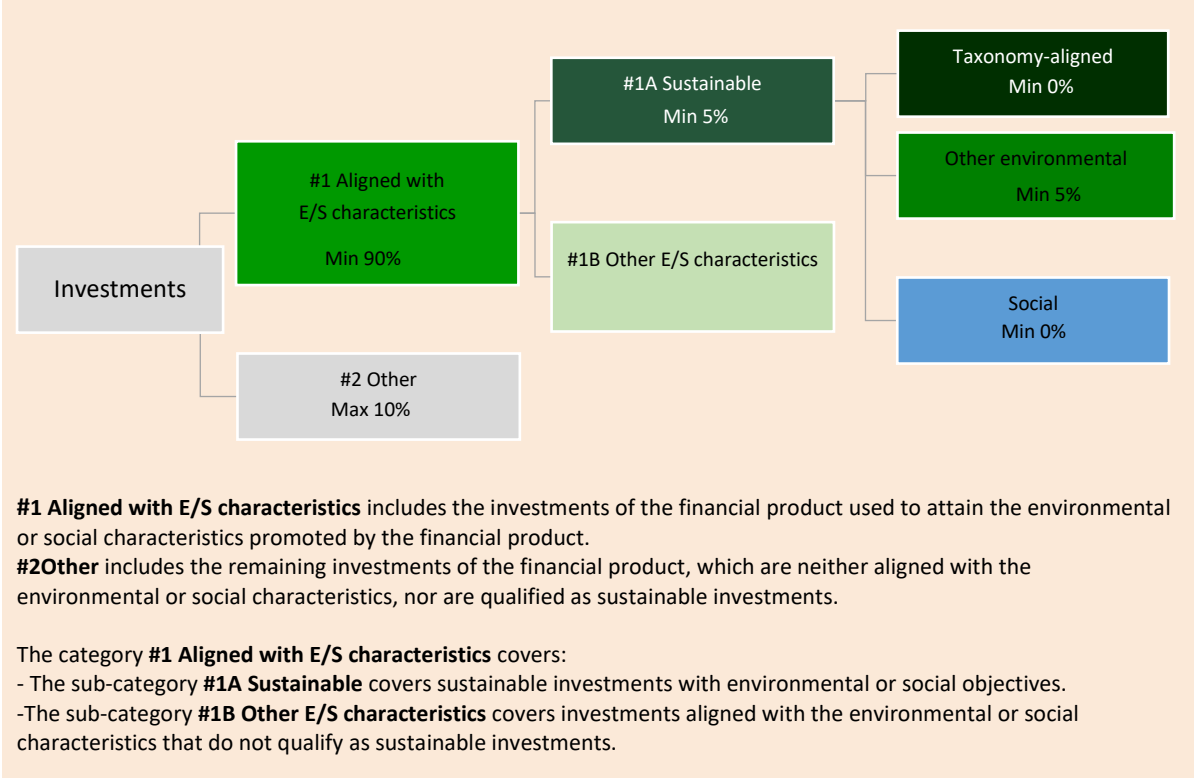 Taxonomy-aligned
Min 0%
#1A Sustainable
Min 5%
Other environmental
Min 5%
#1 Aligned with
E/S characteristics
Min 90%
#1B Other E/S characteristics
Investments
Social
Min 0%
#2 Other
Max 10%
#1 Aligned with E/S characteristics includes the investments of the financial product used to attain the environmental
or social characteristics promoted by the financial product.
#2Other includes the remaining investments of the financial product, which are neither aligned with the
environmental or social characteristics, nor are qualified as sustainable investments.
The category #1 Aligned with E/S characteristics covers:
- The sub-category #1A Sustainable covers sustainable investments with environmental or social objectives.
-The sub-category #1B Other E/S characteristics covers investments aligned with the environmental or social
characteristics that do not qualify as sustainable investments.